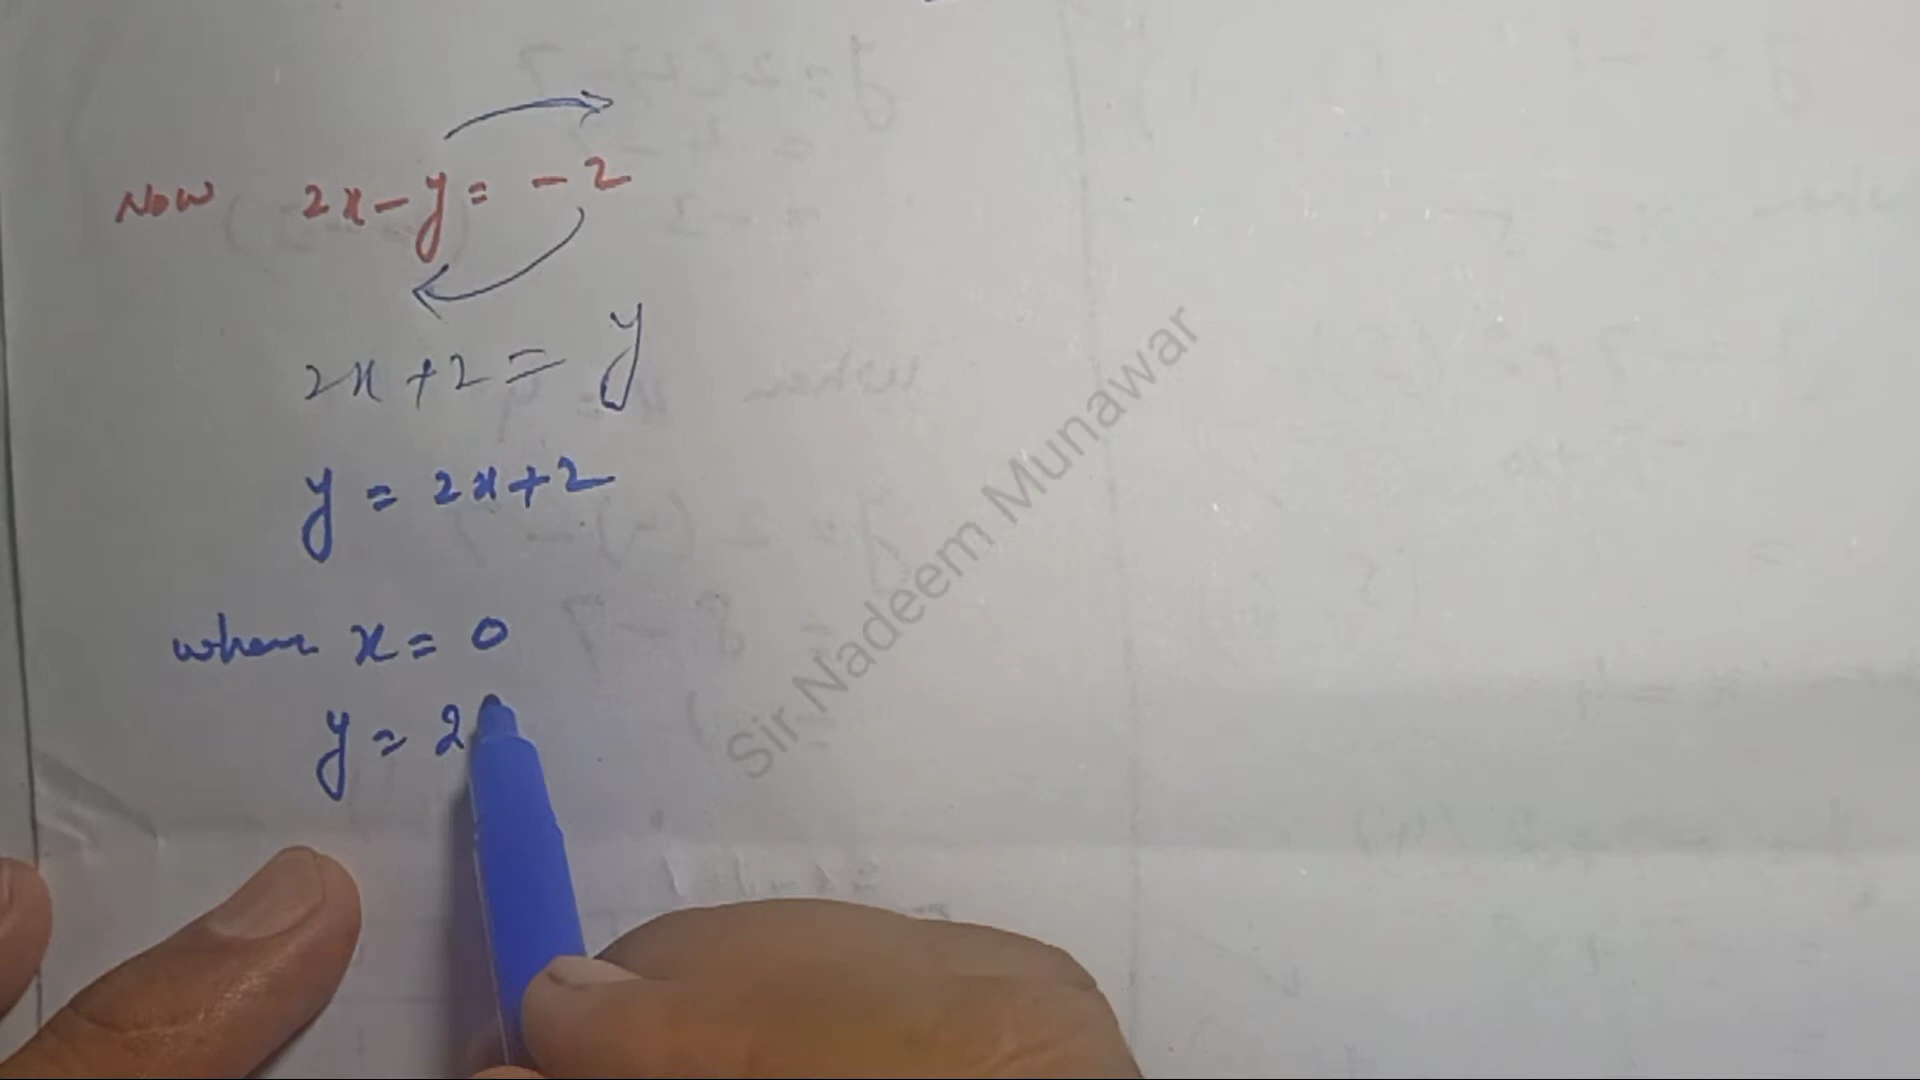 Now 2x - y = - 2
2x + 2 = y
y = 2x + 2
when x = 0
y = 2
Sir Nadeem Munawar